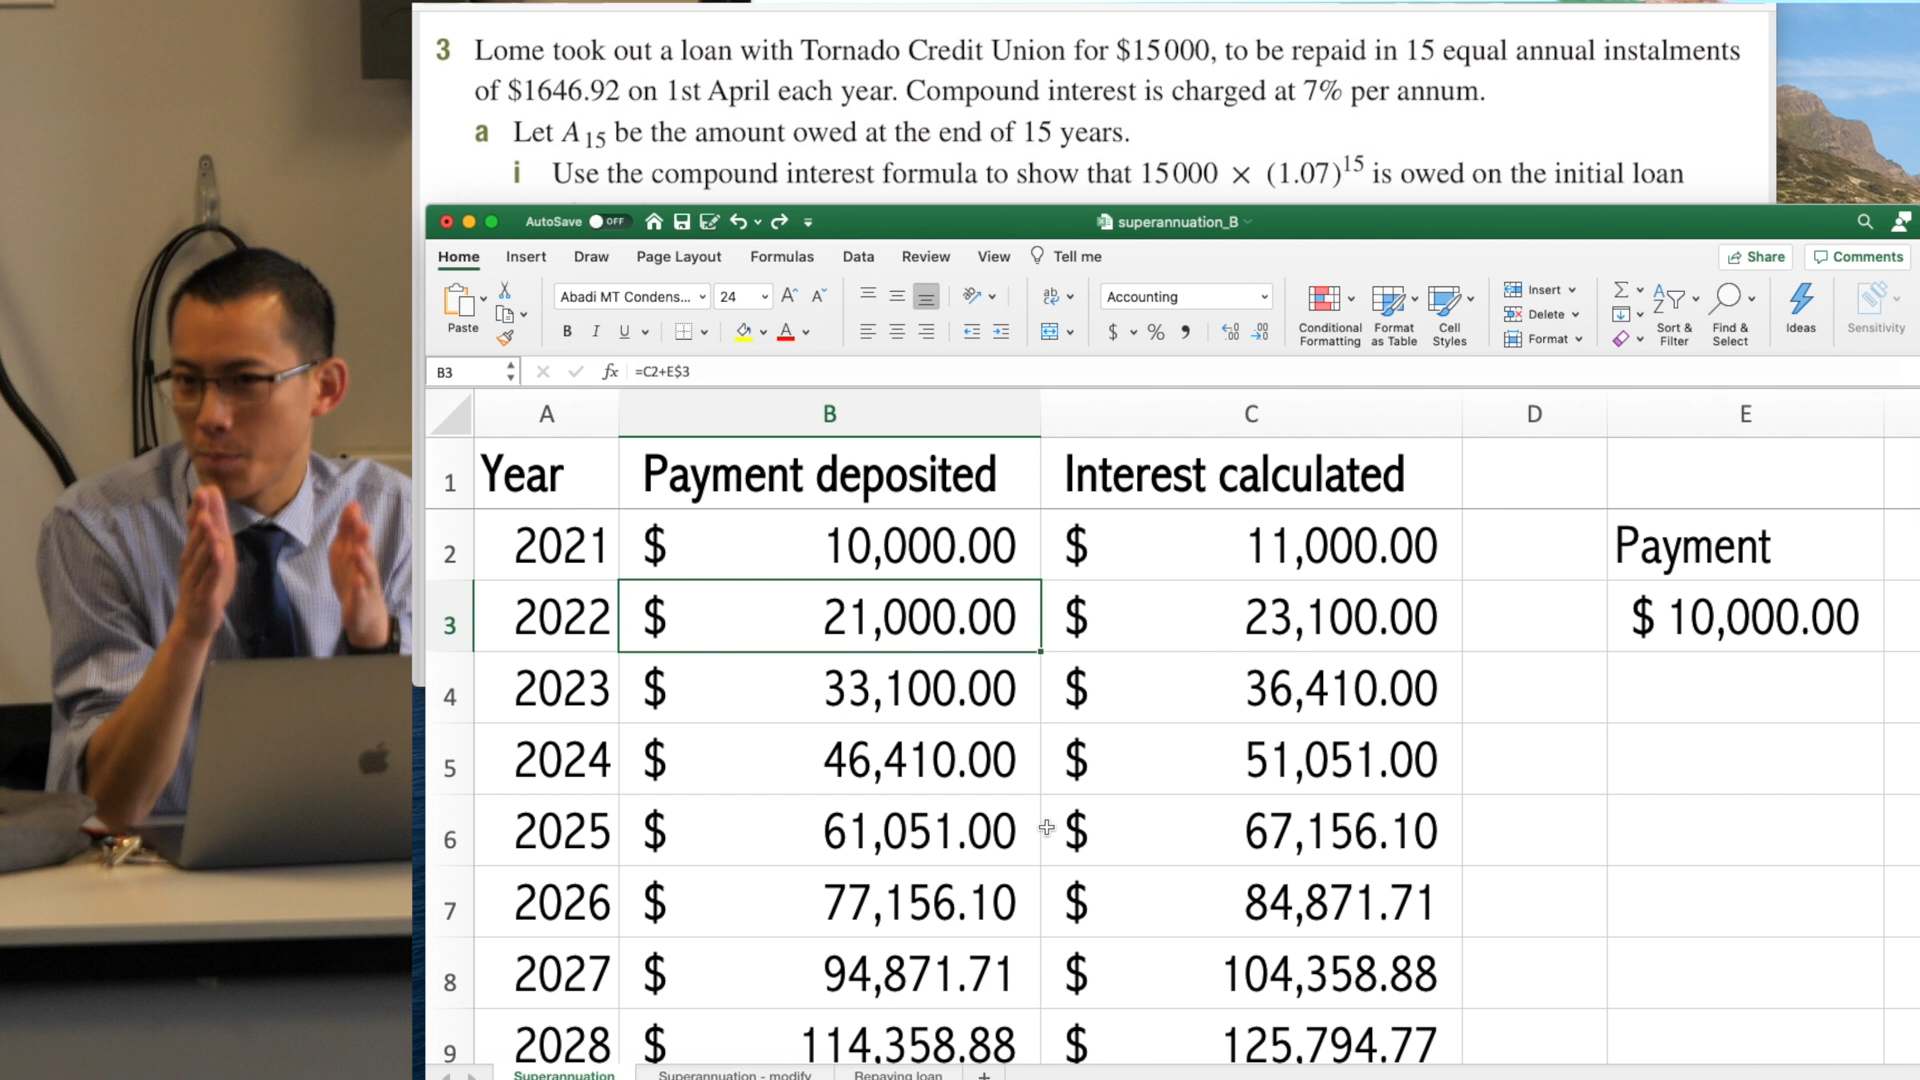 3 Lome took out a loan with Tornado Credit Union for $15000, to be repaid in 15 equal annual instalments
of $1646.92 on 1st April each year. Compound interest is charged at 7% per annum.
a Let A15 be the amount owed at the end of 15 years.
i Use the compound interest formula to show that 15000 × (1.07)^15 is owed on the initial loan
AutoSave OFF superannuation_B
Home Insert Draw Page Layout Formulas Data Review View Tell me Share Comments
Paste Abadi MT Condens... 24 Accounting
Conditional Formatting
Format as Table
Cell Styles
Insert
Delete
Format
Sort & Filter
Find & Select
Ideas
Sensitivity
B3 fx =C2+E$3
A B C D E
1 Year Payment deposited Interest calculated
2 2021 $ 10,000.00 $ 11,000.00 Payment
3 2022 $ 21,000.00 $ 23,100.00 $ 10,000.00
4 2023 $ 33,100.00 $ 36,410.00
5 2024 $ 46,410.00 $ 51,051.00
6 2025 $ 61,051.00 $ 67,156.10
7 2026 $ 77,156.10 $ 84,871.71
8 2027 $ 94,871.71 $ 104,358.88
9 2028 $ 114,358.88 $ 125,794.77
Superannuation Superannuation - modify Repaying loan +